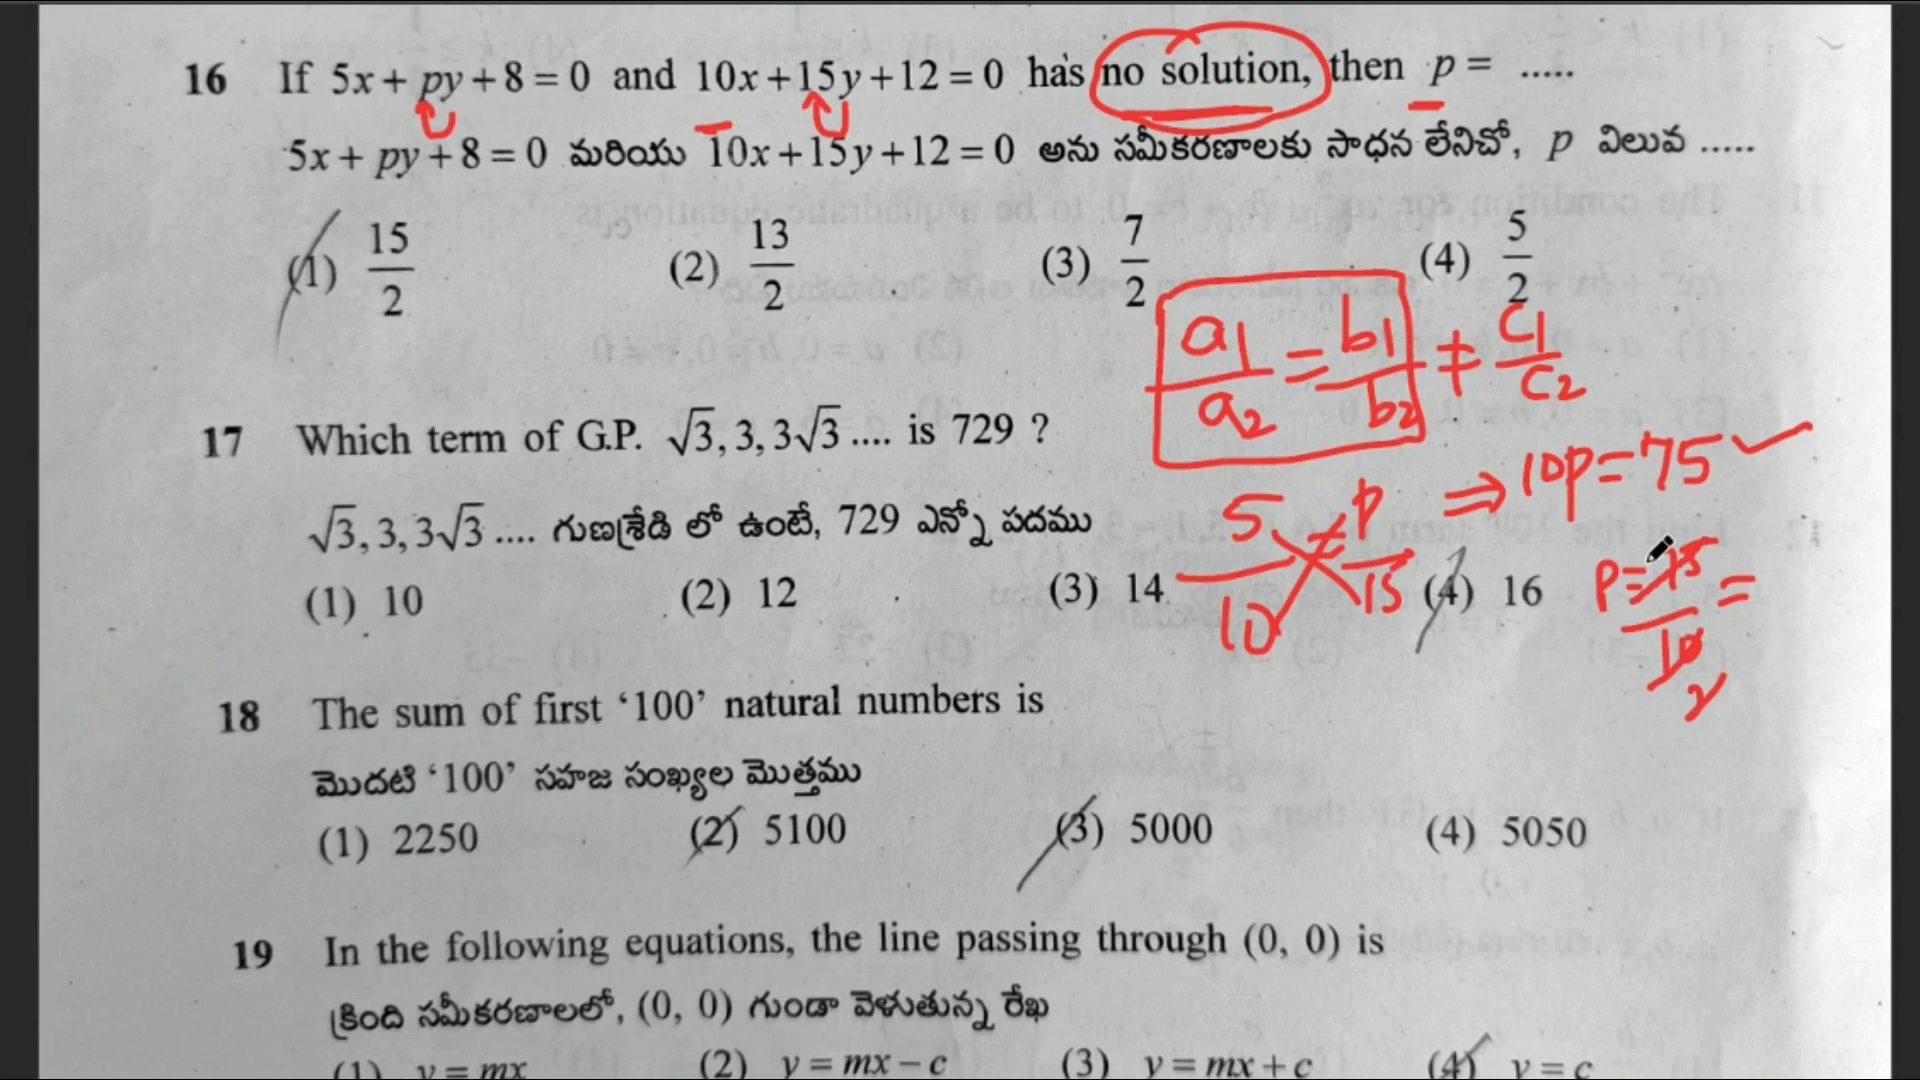 16 If 5x + py + 8 = 0 and 10x + 15y + 12 = 0 has no solution, then p = .....
5x + py + 8 = 0 మరియు 10x + 15y + 12 = 0 అను సమీకరణాలకు సాధన లేనిచో, p విలువ .....
(1) 15/2 (2) 13/2 (3) 7/2 (4) 5/2
a1/a2 = b1/b2 ≠ c1/c2
17 Which term of G.P. √3, 3, 3√3 .... is 729 ?
⇒ 10p = 75
√3, 3, 3√3 .... గుణశ్రేడి లో ఉంటే, 729 ఎన్నో పదము
5/10 = p/15
(1) 10 (2) 12 (3) 14 (4) 16
P = 75/10 =
2
18 The sum of first ‘100’ natural numbers is
మొదటి ‘100’ సహజ సంఖ్యల మొత్తము
(1) 2250 (2) 5100 (3) 5000 (4) 5050
19 In the following equations, the line passing through (0, 0) is
క్రింది సమీకరణాలలో, (0, 0) గుండా వెళుతున్న రేఖ
(1) y = mx (2) y = mx − c (3) y = mx + c (4) y = c